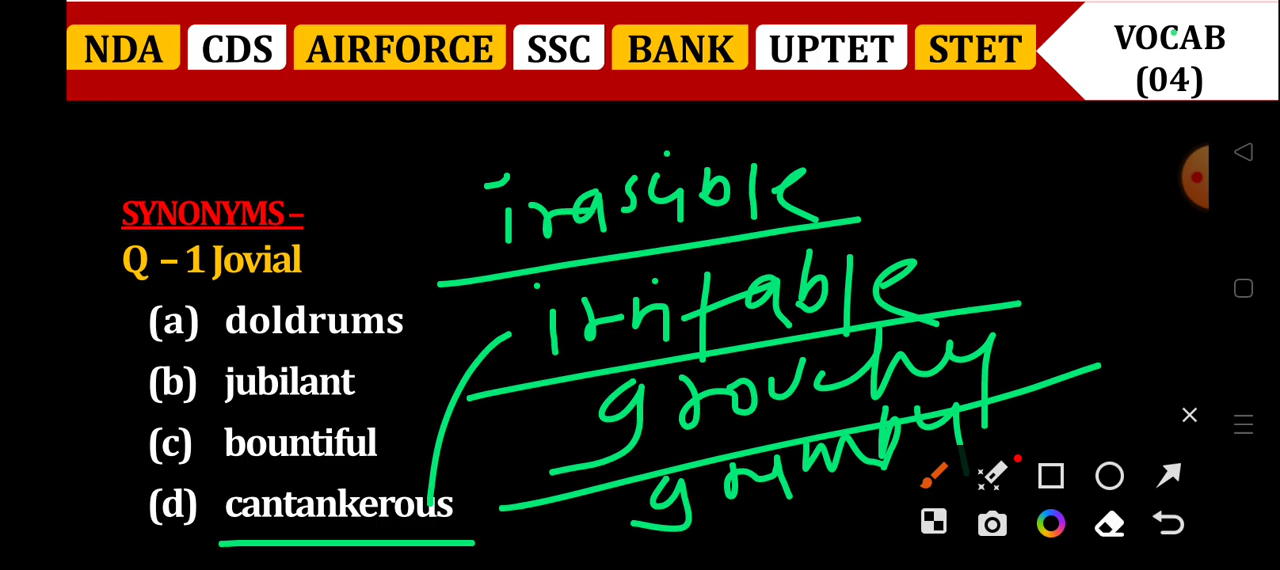 NDA CDS AIRFORCE SSC BANK UPTET STET
VOCAB
(04)
SYNONYMS –
Q – 1 Jovial
(a) doldrums
(b) jubilant
(c) bountiful
(d) cantankerous
irascible
irritable
grouchy
grumpy